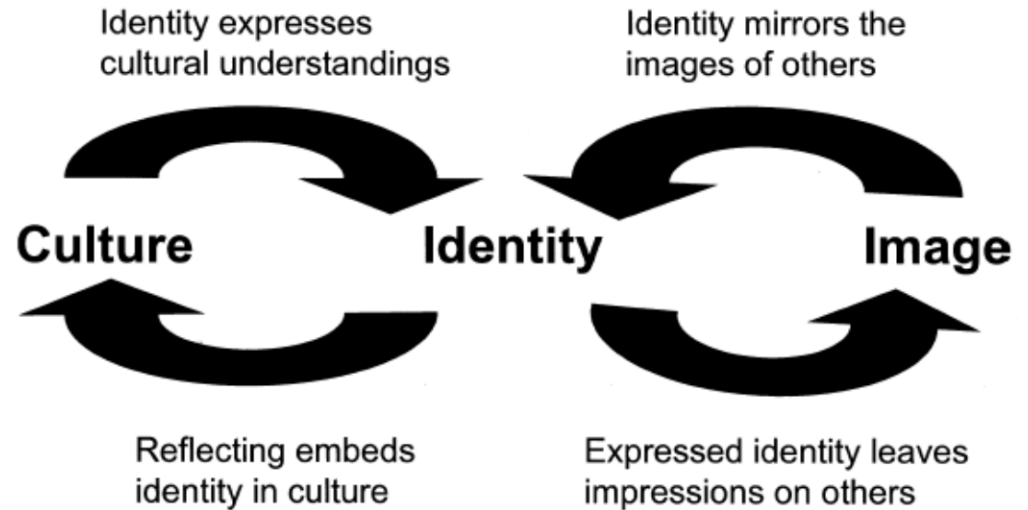 Identity expresses
cultural understandings
Identity mirrors the
images of others
Culture
Identity
Image
Reflecting embeds
identity in culture
Expressed identity leaves
impressions on others